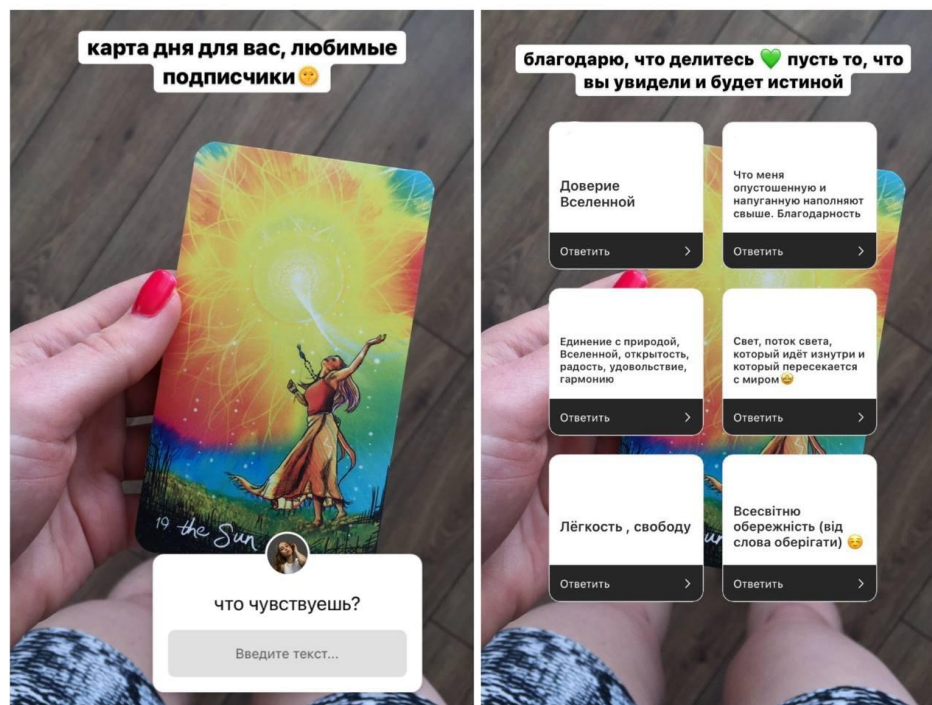 карта дня для вас, любимые
подписчики🌞
19 the Sun
что чувствуешь?
Введите текст...
благодарю, что делитесь 💚 пусть то, что
вы увидели и будет истиной
Доверие
Вселенной
Ответить
Что меня
опустошенную и
напуганную наполняют
свыше. Благодарность
Ответить
Единение с природой,
Вселенной, открытость,
радость, удовольствие,
гармонию
Ответить
Свет, поток света,
который идёт изнутри и
который пересекается
с миром🤩
Ответить
Лёгкость , свободу
Ответить
Всесвітню
обережність (від
слова оберігати) ☺️
Ответить